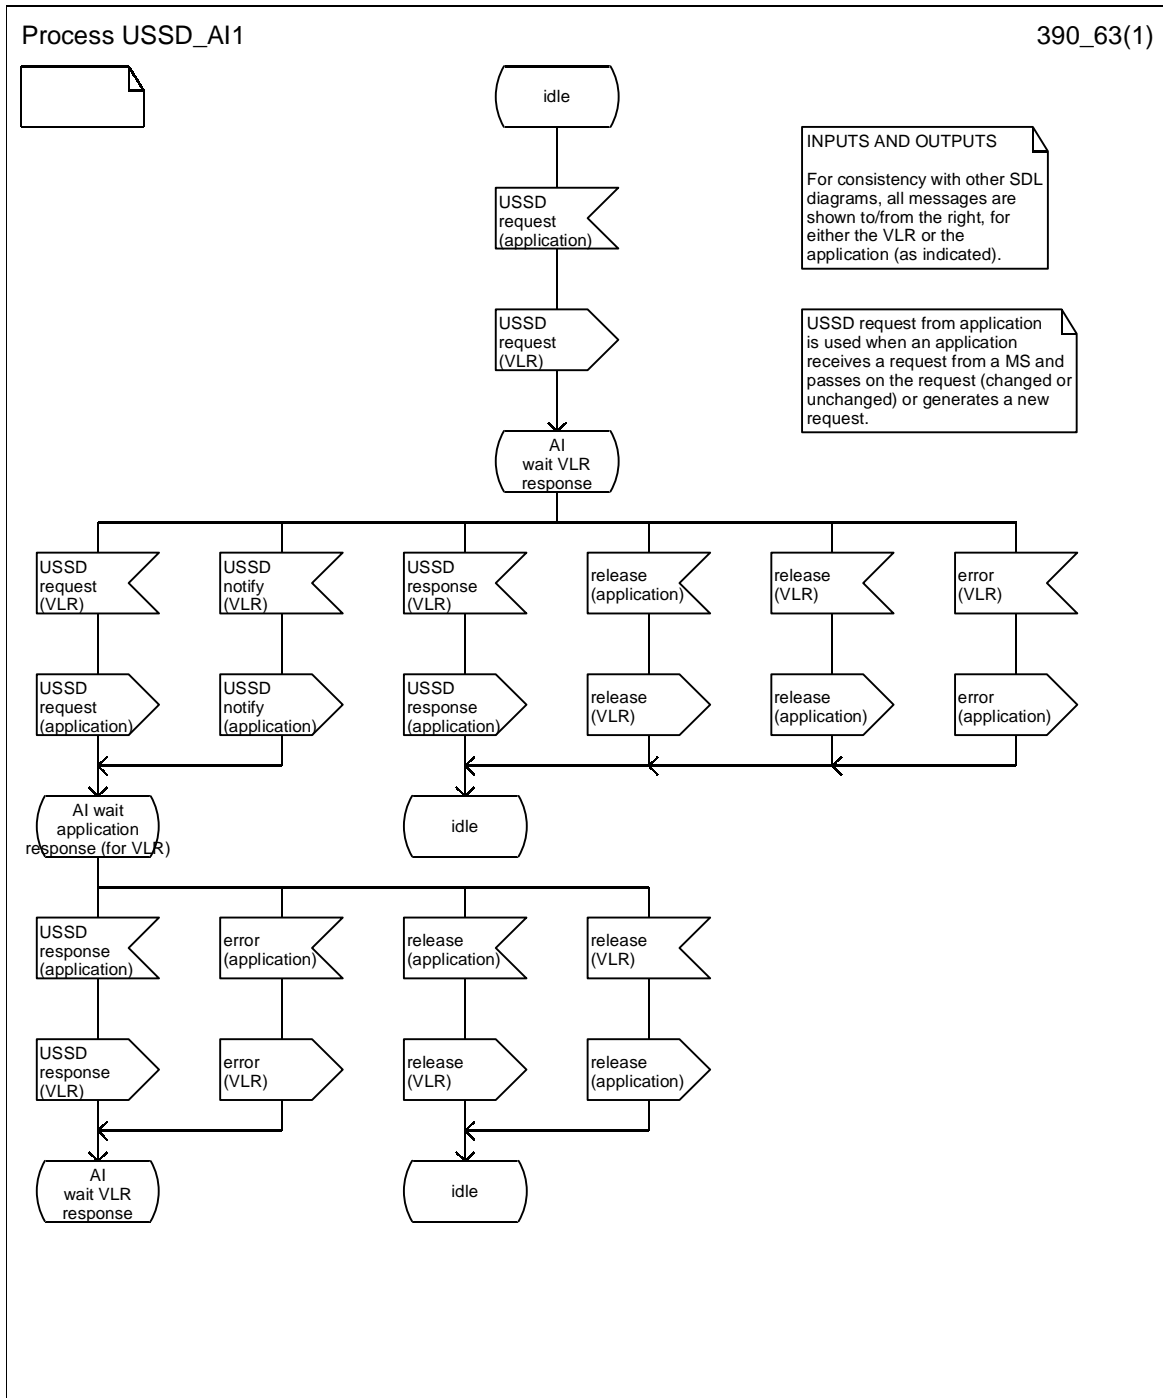 Process USSD_AI1
390_63(1)
idle
INPUTS AND OUTPUTS
For consistency with other SDL
diagrams, all messages are
shown to/from the right, for
either the VLR or the
application (as indicated).
USSD
request
(application)
USSD
request
(VLR)
USSD request from application
is used when an application
receives a request from a MS and
passes on the request (changed or
unchanged) or generates a new
request.
AI
wait VLR
response
USSD
request
(VLR)
USSD
notify
(VLR)
USSD
response
(VLR)
release
(application)
release
(VLR)
error
(VLR)
USSD
request
(application)
USSD
notify
(application)
USSD
response
(application)
release
(VLR)
release
(application)
error
(application)
AI wait
application
response (for VLR)
idle
USSD
response
(application)
error
(application)
release
(application)
release
(VLR)
USSD
response
(VLR)
error
(VLR)
release
(VLR)
release
(application)
AI
wait VLR
response
idle